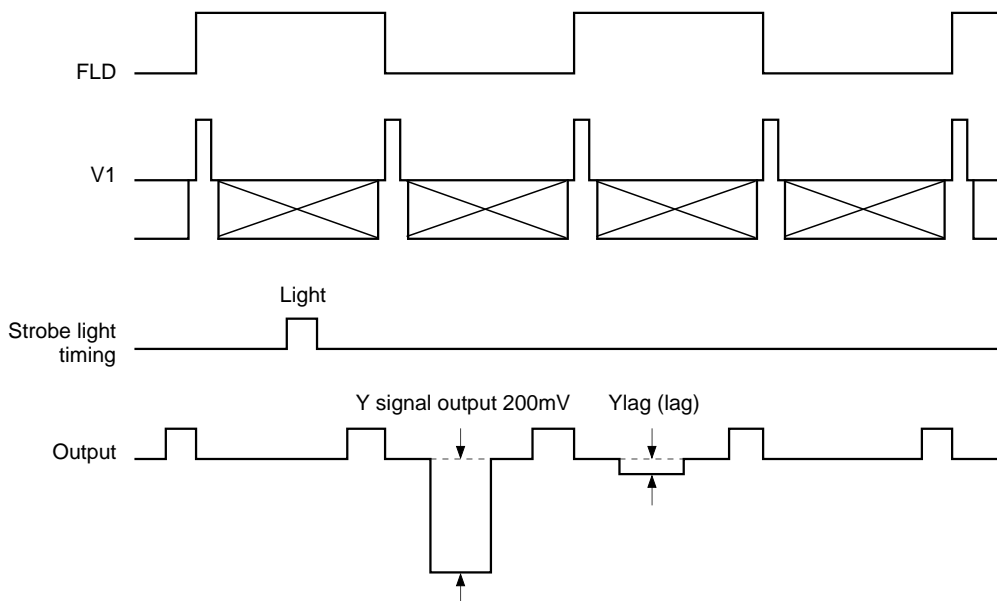 FLD
V1
Light
Strobe light
timing
Y signal output 200mV
Ylag (lag)
Output